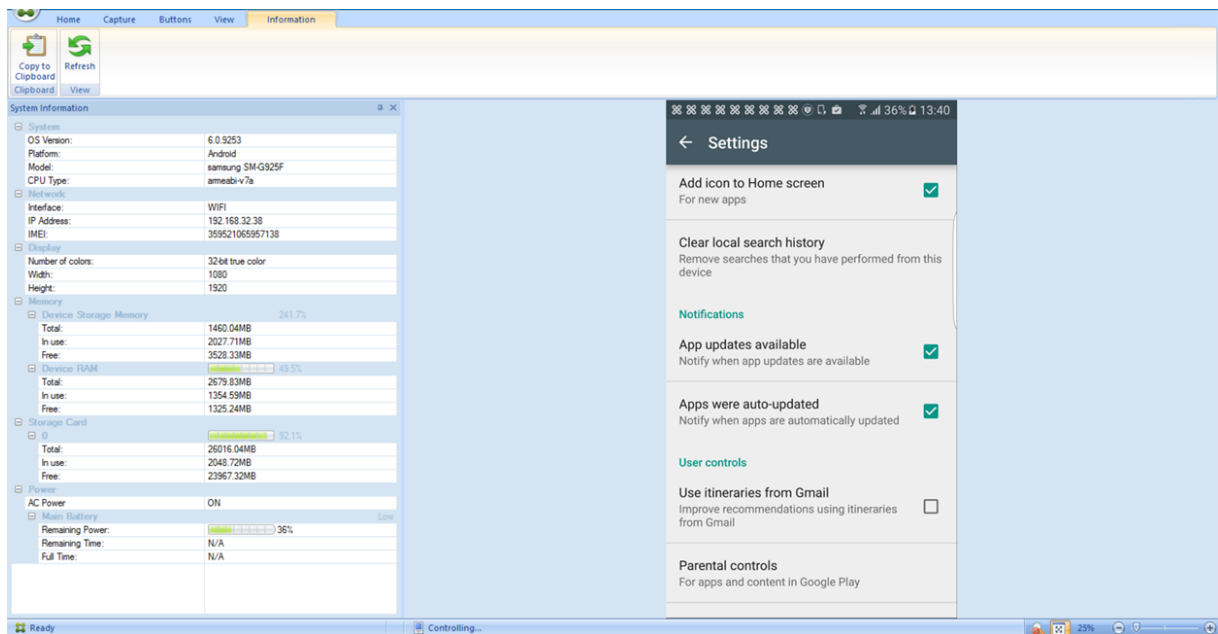 Home Capture Buttons View Information
Copy to Clipboard
Refresh
Clipboard View
System Information
System
OS Version: 6.0.9253
Platform: Android
Model: samsung SM-G925F
CPU Type: armeabi-v7a
Network
Interface: WIFI
IP Address: 192.168.32.38
IMEI: 359521065957138
Display
Number of colors: 32-bit true color
Width: 1080
Height: 1920
Memory
Device Storage Memory 241.7%
Total: 1460.04MB
In use: 2027.71MB
Free: 3528.33MB
Device RAM 49.5%
Total: 2679.83MB
In use: 1354.59MB
Free: 1325.24MB
Storage Card
0 92.1%
Total: 26016.04MB
In use: 2048.72MB
Free: 23967.32MB
Power
AC Power ON
Main Battery Low
Remaining Power: 36%
Remaining Time: N/A
Full Time: N/A
Ready
36% 13:40
Settings
Add icon to Home screen
For new apps
Clear local search history
Remove searches that you have performed from this
device
Notifications
App updates available
Notify when app updates are available
Apps were auto-updated
Notify when apps are automatically updated
User controls
Use itineraries from Gmail
Improve recommendations using itineraries
from Gmail
Parental controls
For apps and content in Google Play
Controlling...
25%